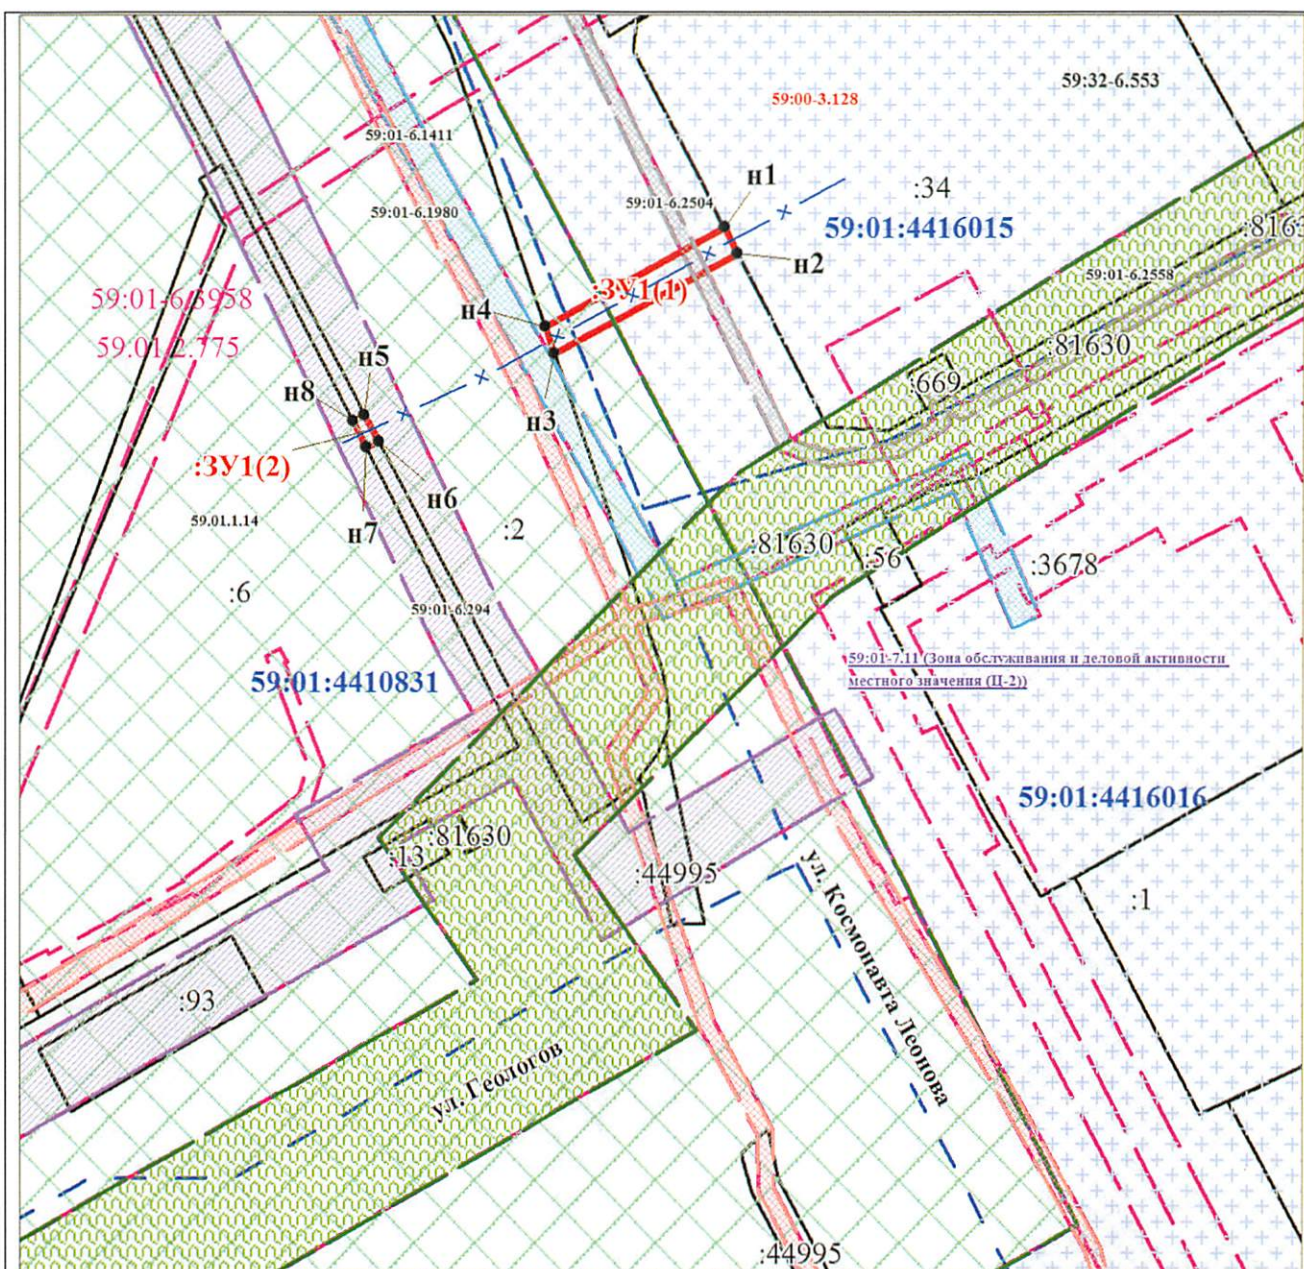 59:32-6.553
59:00-3.128
59:01-6.1411
н1
:34
59:01-6.2504
59:01-6.1980
59:01:4416015
н2
:8163
59:01-6.2558
59:01-6.3958
:ЗУ1(1)
н4
59.01.2.775
:81630
н5
:669
н8
н3
:ЗУ1(2)
н6
59.01.1.14
н7
:2
:81630
:56
:3678
:6
59:01-6.294
59:01-7.11 (Зона обслуживания и деловой активности
местного значения (Ц-2))
59:01:4410831
59:01:4416016
:81630
:13
:44995
:1
ул. Космонавта Леонова
:93
ул. Геологов
:44995